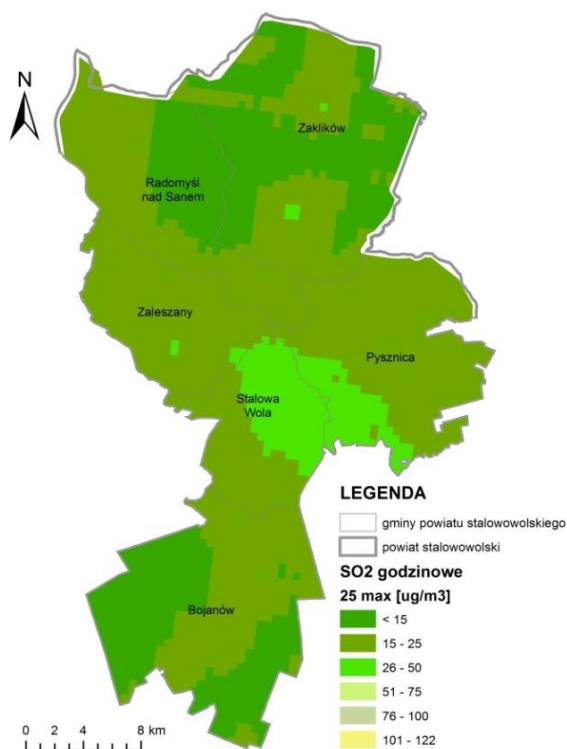 N
Zaklików
Radomyśl
nad Sanem
Zaleszany
Pysznica
Stalowa
Wola
Bojanów
LEGENDA
gminy powiatu stalowowolskiego
powiat stalowowolski
SO2 godzinowe
25 max [ug/m3]
< 15
15 - 25
26 - 50
51 - 75
76 - 100
101 - 122
0 2 4 8 km